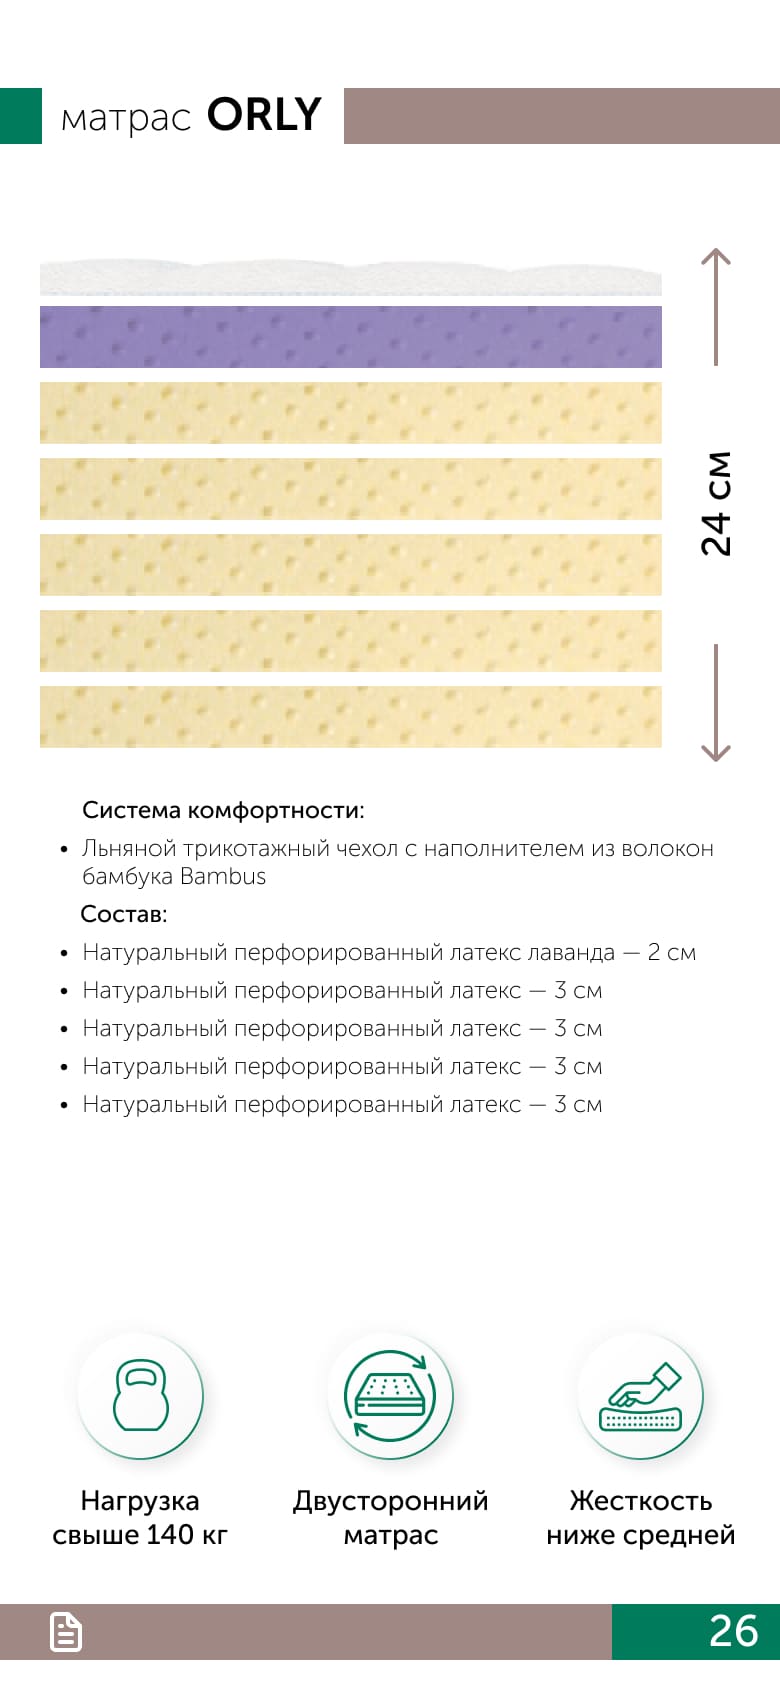 матрас ORLY
24 см
Система комфортности:
• Льняной трикотажный чехол с наполнителем из волокон
бамбука Bambus
Состав:
• Натуральный перфорированный латекс лаванда — 2 см
• Натуральный перфорированный латекс — 3 см
• Натуральный перфорированный латекс — 3 см
• Натуральный перфорированный латекс — 3 см
• Натуральный перфорированный латекс — 3 см
Нагрузка
свыше 140 кг
Двусторонний
матрас
Жесткость
ниже средней
26